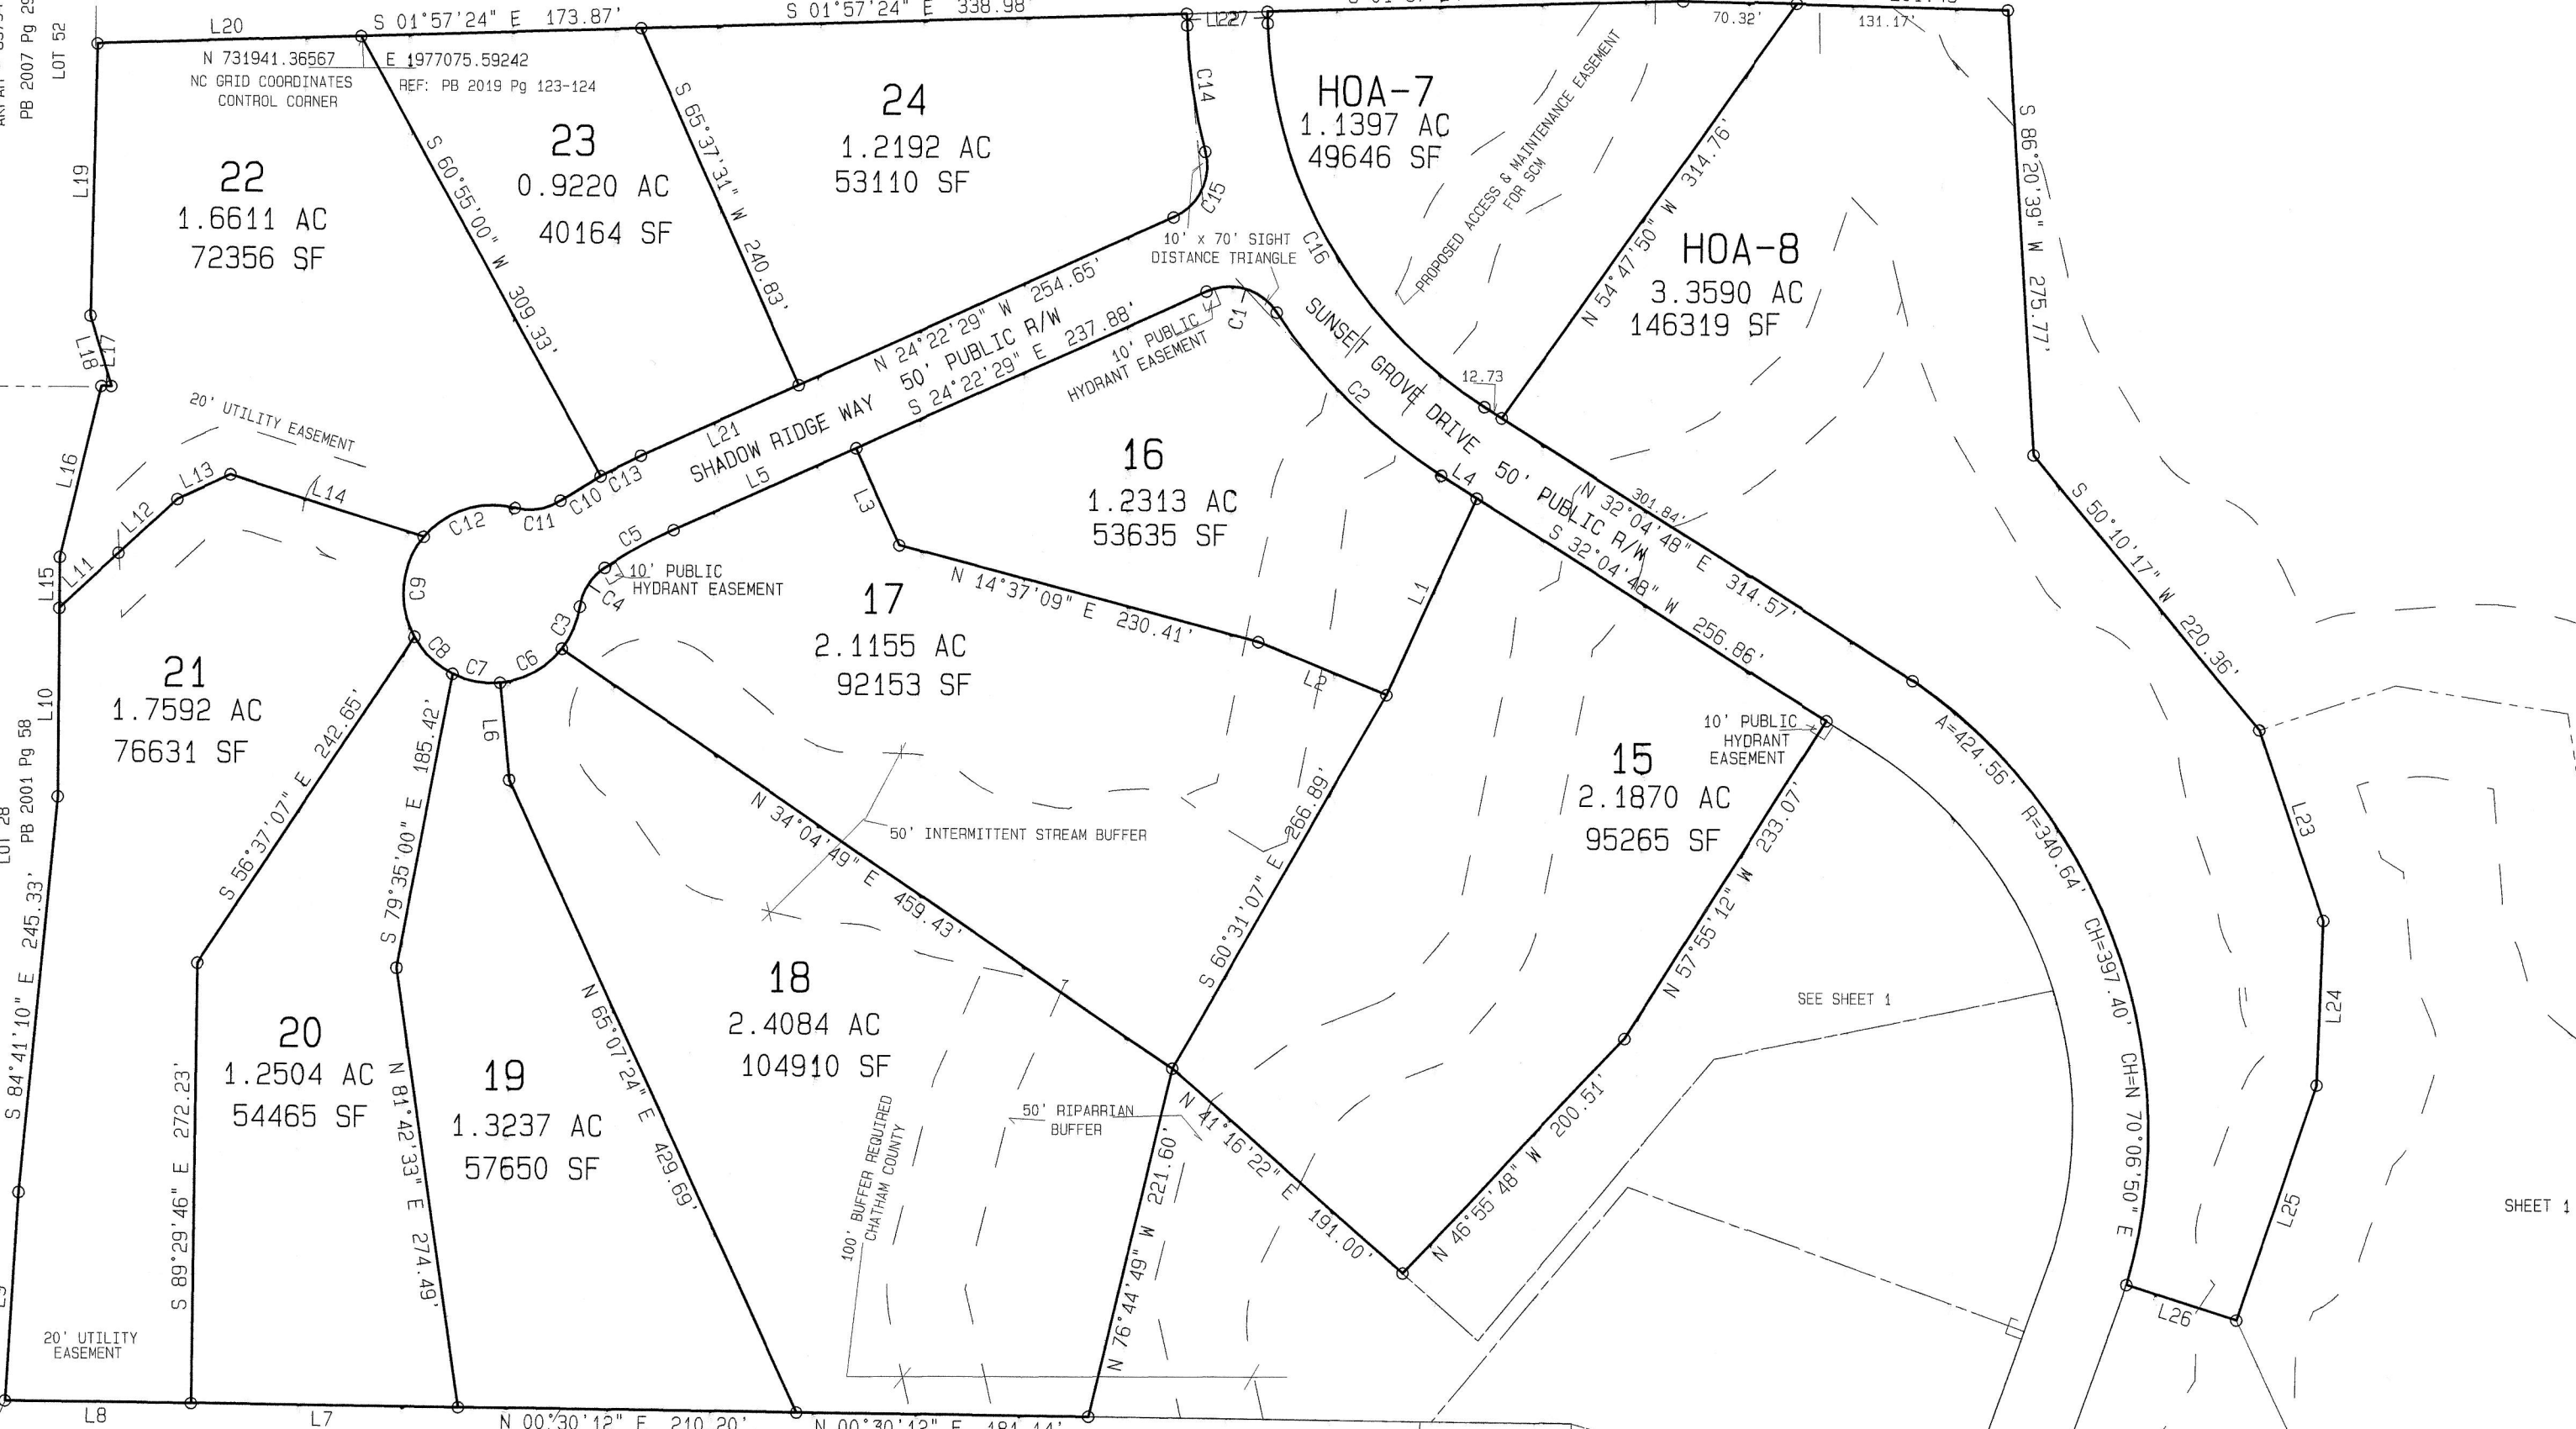 L20
S 01°57'24" E 173.87'
S 01°57'24" E 338.98'
70.32'
131.17'
LOT 52
PB 2007 Pg
N 731941.36567 E 1977075.59242
NC GRID COORDINATES
CONTROL CORNER
REF: PB 2019 Pg 123-124
L19
22
1.6611 AC
72356 SF
S 60°55'00" W 309.33'
23
0.9220 AC
40164 SF
S 65°37'31" W 240.83'
24
1.2192 AC
53110 SF
C14
C15
HOA-7
1.1397 AC
49646 SF
C16
PROPOSED ACCESS & MAINTENANCE EASEMENT
FOR SCM
N 54°47'50" W 314.76'
HOA-8
3.3590 AC
146319 SF
S 86°20'39" W 275.77'
10' x 70' SIGHT
DISTANCE TRIANGLE
N 24°22'29" W 254.65'
50' PUBLIC R/W
S 24°22'29" E 237.88'
10' PUBLIC
HYDRANT EASEMENT
C1
SUNSET GROVE DRIVE 50' PUBLIC R/W
12.73
C2
L18
L17
20' UTILITY EASEMENT
L16
L13
L14
L12
L11
L15
L21
SHADOW RIDGE WAY
L5
C13
C10
C11
C12
C5
C9
C4
C3
C8
C7
C6
10' PUBLIC
HYDRANT EASEMENT
L3
16
1.2313 AC
53635 SF
L4
N 32°04'48" E 314.57'
301.84'
S 32°04'48" W 256.86'
S 50°10'17" W 220.36'
N 14°37'09" E 230.41'
L1
L2
17
2.1155 AC
92153 SF
21
1.7592 AC
76631 SF
L10
LOT 28
PB 2001 Pg 58
S 56°37'07" E 242.65'
S 79°35'00" E 185.42'
L6
10' PUBLIC
HYDRANT
EASEMENT
15
2.1870 AC
95265 SF
A=424.56' R=340.64' CH=397.40' CH=N 70°06'50" E
L23
N 34°04'49" E 459.43'
50' INTERMITTENT STREAM BUFFER
S 60°31'07" E 266.89'
N 57°55'12" W 233.07'
S 84°41'10" E 245.33'
18
2.4084 AC
104910 SF
SEE SHEET 1
L24
20
1.2504 AC
54465 SF
S 89°29'46" E 272.23'
N 81°42'33" E 274.49'
19
1.3237 AC
57650 SF
N 65°07'24" E 429.69'
100' BUFFER REQUIRED
CHATHAM COUNTY
50' RIPARRIAN
BUFFER
N 41°16'22" E 191.00'
N 46°55'48" W 200.51'
N 76°44'49" W 221.60'
L25
SHEET 1
L26
20' UTILITY
EASEMENT
L8
L7
N 00°30'12" E 210.20'
N 00°30'12" E 181.14'